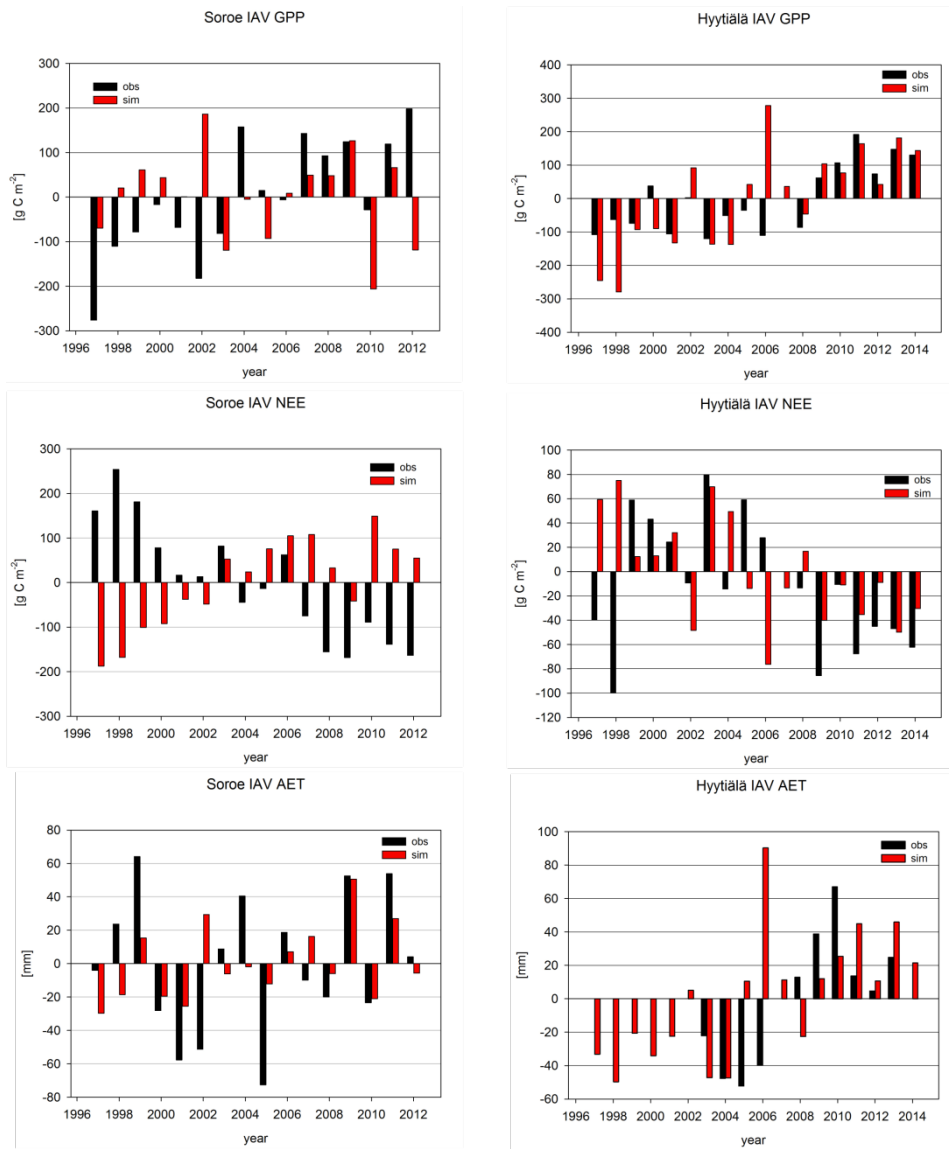 Soroe IAV GPP
300
200
100
0
-100
-200
-300
[g C m-2]
obs
sim
1996 1998 2000 2002 2004 2006 2008 2010 2012
year
Hyytiälä IAV GPP
400
300
200
100
0
-100
-200
-300
-400
[g C m-2]
obs
sim
1996 1998 2000 2002 2004 2006 2008 2010 2012 2014
year
Soroe IAV NEE
300
200
100
0
-100
-200
-300
[g C m-2]
obs
sim
1996 1998 2000 2002 2004 2006 2008 2010 2012
year
Hyytiälä IAV NEE
100
80
60
40
20
0
-20
-40
-60
-80
-100
-120
[g C m-2]
obs
sim
1996 1998 2000 2002 2004 2006 2008 2010 2012 2014
year
Soroe IAV AET
80
60
40
20
0
-20
-40
-60
-80
[mm]
obs
sim
1996 1998 2000 2002 2004 2006 2008 2010 2012
year
Hyytiälä IAV AET
100
80
60
40
20
0
-20
-40
-60
[mm]
obs
sim
1996 1998 2000 2002 2004 2006 2008 2010 2012 2014
year